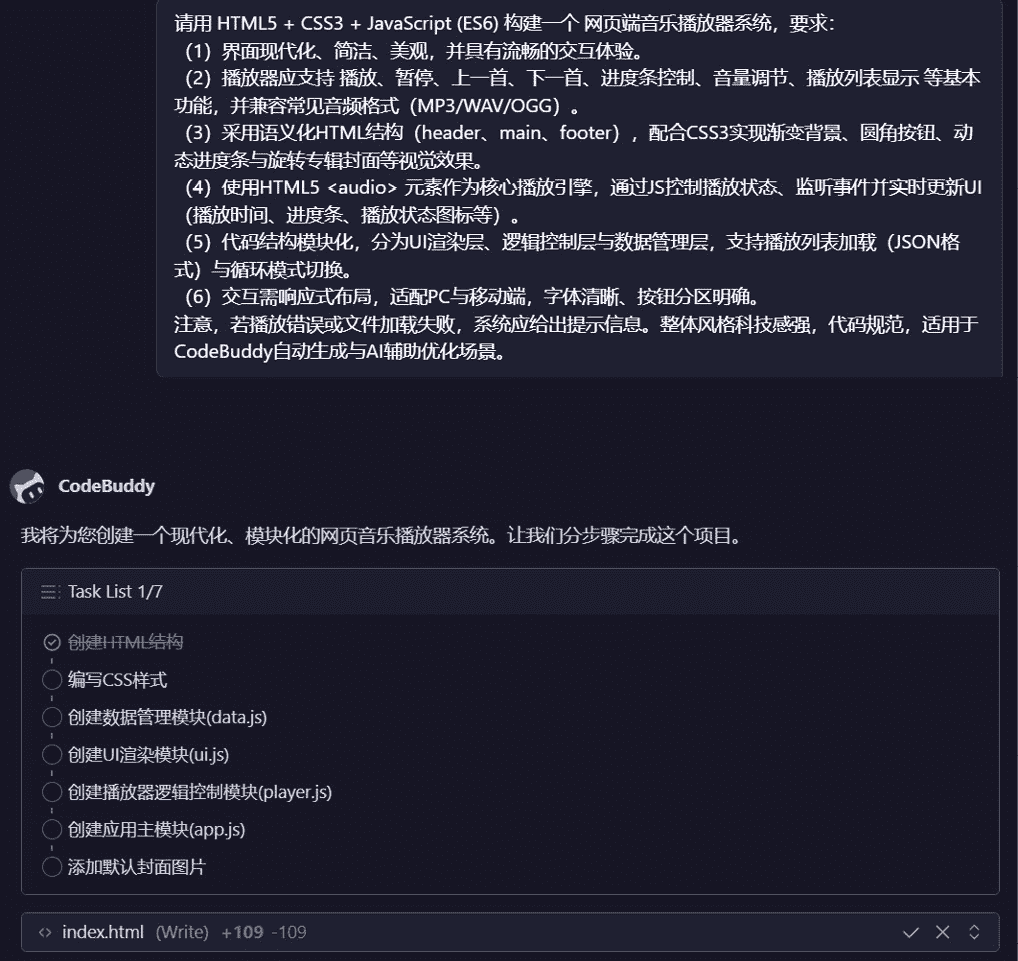 请用 HTML5 + CSS3 + JavaScript (ES6) 构建一个 网页端音乐播放器系统，要求：
（1）界面现代化、简洁、美观，并具有流畅的交互体验。
（2）播放器应支持 播放、暂停、上一首、下一首、进度条控制、音量调节、播放列表显示 等基本
功能，并兼容常见音频格式（MP3/WAV/OGG）。
（3）采用语义化HTML结构（header、main、footer），配合CSS3实现渐变背景、圆角按钮、动
态进度条与旋转专辑封面等视觉效果。
（4）使用HTML5 <audio> 元素作为核心播放引擎，通过JS控制播放状态、监听事件并实时更新UI
（播放时间、进度条、播放状态图标等）。
（5）代码结构模块化，分为UI渲染层、逻辑控制层与数据管理层，支持播放列表加载（JSON格
式）与循环模式切换。
（6）交互需响应式布局，适配PC与移动端，字体清晰、按钮分区明确。
注意，若播放错误或文件加载失败，系统应给出提示信息。整体风格科技感强，代码规范，适用于
CodeBuddy自动生成与AI辅助优化场景。
CodeBuddy
我将为您创建一个现代化、模块化的网页音乐播放器系统。让我们分步骤完成这个项目。
Task List 1/7
创建HTML结构
编写CSS样式
创建数据管理模块(data.js)
创建UI渲染模块(ui.js)
创建播放器逻辑控制模块(player.js)
创建应用主模块(app.js)
添加默认封面图片
index.html (Write) +109 -109